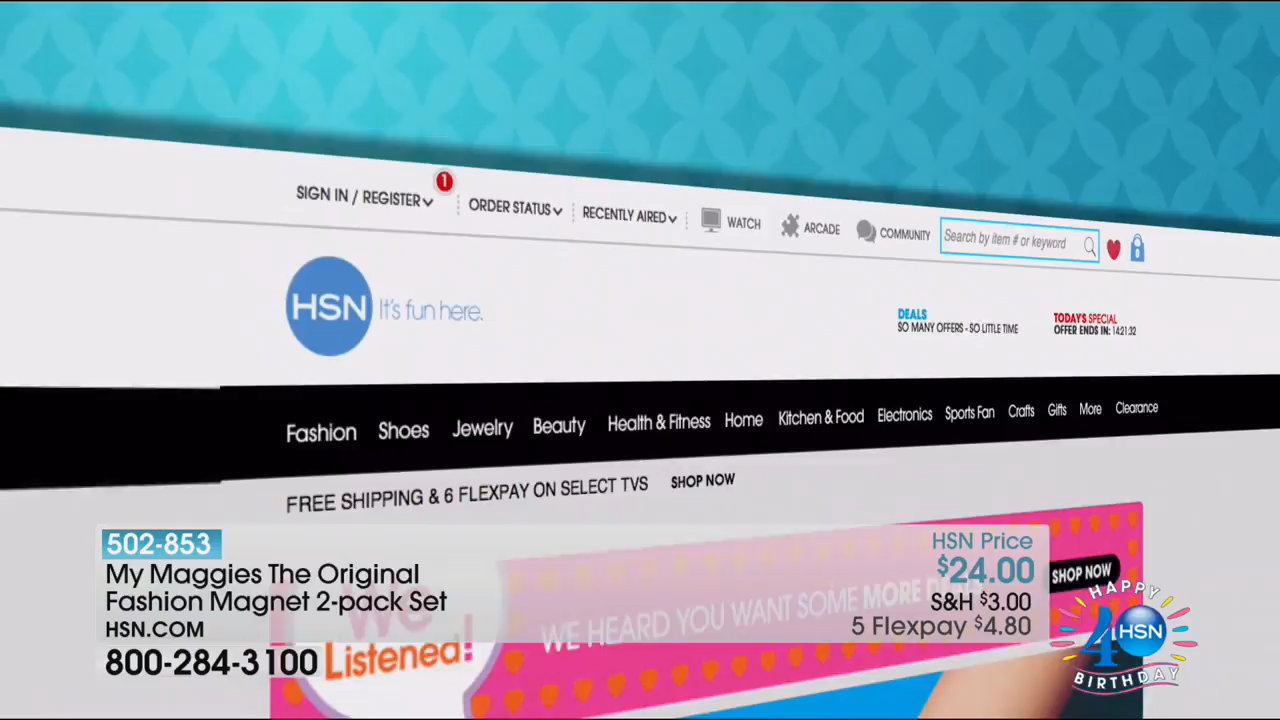 SIGN IN / REGISTER
1
ORDER STATUS
RECENTLY AIRED
WATCH
ARCADE
COMMUNITY
Search by item # or keyword
0
HSN It's fun here.
DEALS
SO MANY OFFERS - SO LITTLE TIME
TODAY'S SPECIAL
OFFER ENDS IN: 14:21:32
Fashion Shoes Jewelry Beauty Health & Fitness Home Kitchen & Food Electronics Sports Fan Crafts Gifts More Clearance
FREE SHIPPING & 6 FLEXPAY ON SELECT TVS SHOP NOW
We
Listened!
WE HEARD YOU WANT SOME MORE
SHOP NOW
502-853
My Maggies The Original
Fashion Magnet 2-pack Set
HSN.COM
800-284-3100
HSN Price
$24.00
S&H $3.00
5 Flexpay $4.80
HAPPY
40 HSN
BIRTHDAY